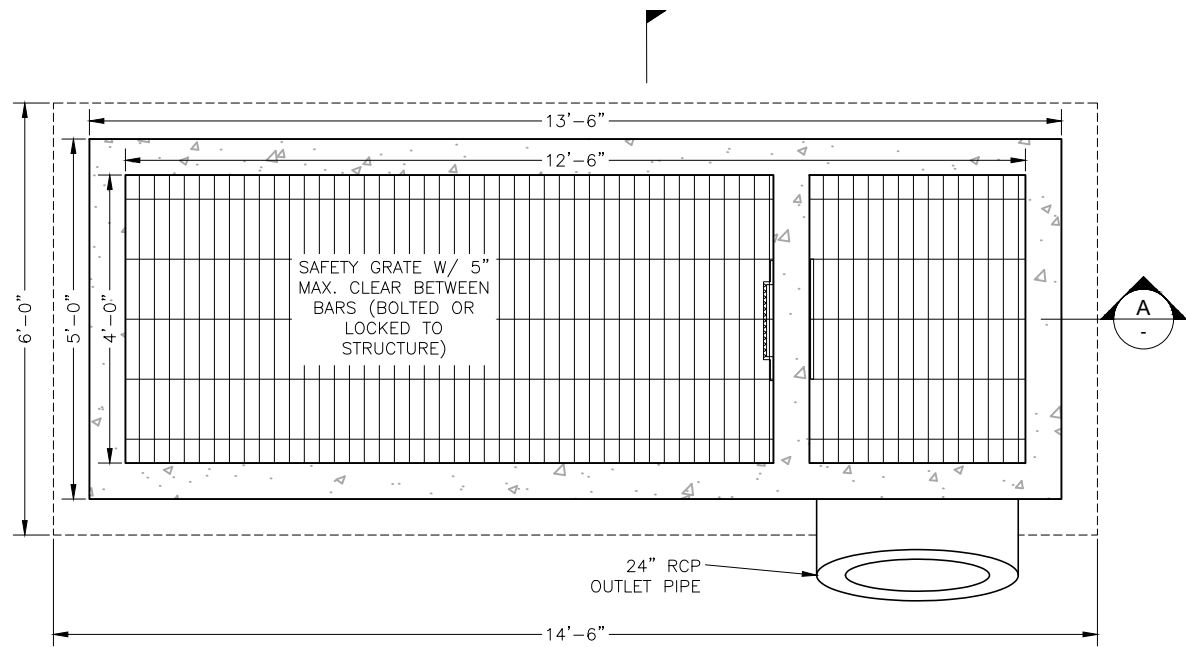 13'-6"
12'-6"
6'-0"
5'-0"
4'-0"
SAFETY GRATE W/ 5"
MAX. CLEAR BETWEEN
BARS (BOLTED OR
LOCKED TO
STRUCTURE)
A
-
24" RCP
OUTLET PIPE
14'-6"